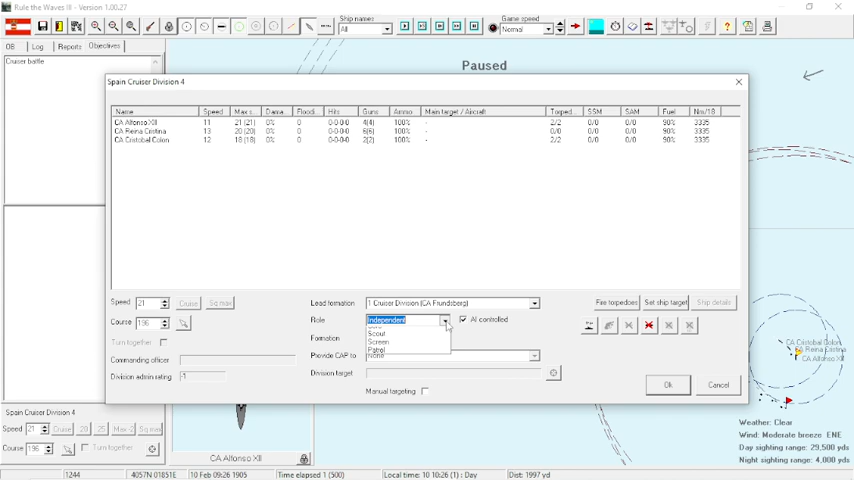 Rule the Waves III - Version 1.00.27
Ship names:
All
Game speed
Normal
OB Log Reports Objectives
Cruiser battle
Paused
Spain Cruiser Division 4
Name Speed Max s... Dama... Flood... Hits Guns Ammo Main target / Aircraft Torped... SSM SAM Fuel Nm/18
CA Alfonso XII 11 21 (21) 0% 0 0-0-0-0 4(4) 100% - 2/2 0/0 0/0 90% 3335
CA Reina Cristina 13 20 (20) 0% 0 0-0-0-0 6(6) 100% - 0/0 0/0 0/0 90% 3335
CA Cristobal Colon 12 18 (18) 0% 0 0-0-0-0 2(2) 100% - 2/2 0/0 0/0 90% 3335
Speed 21 Cruise Sq max
Lead formation 1 Cruiser Division (CA Frundsberg)
Fire torpedoes Set ship target Ship details
Course 196
Role Independent AI controlled
Scout
Screen
Patrol
Turn together
Formation
Commanding officer
Provide CAP to None
Division admin rating -1
Division target
Manual targeting
Ok Cancel
CA Cristobal Colon
CA Reina Cristina
CA Alfonso XII
Spain Cruiser Division 4
Speed 21 Cruise 20 25 Max-2 Sq max
Course 196 Turn together
CA Alfonso XII
Weather: Clear
Wind: Moderate breeze ENE
Day sighting range: 29,500 yds
Night sighting range: 4,000 yds
1244 4057N 01851E 10 Feb 09:26 1905 Time elapsed 1 (500) Local time: 10 10:26 (1) : Day Dist: 1997 yd